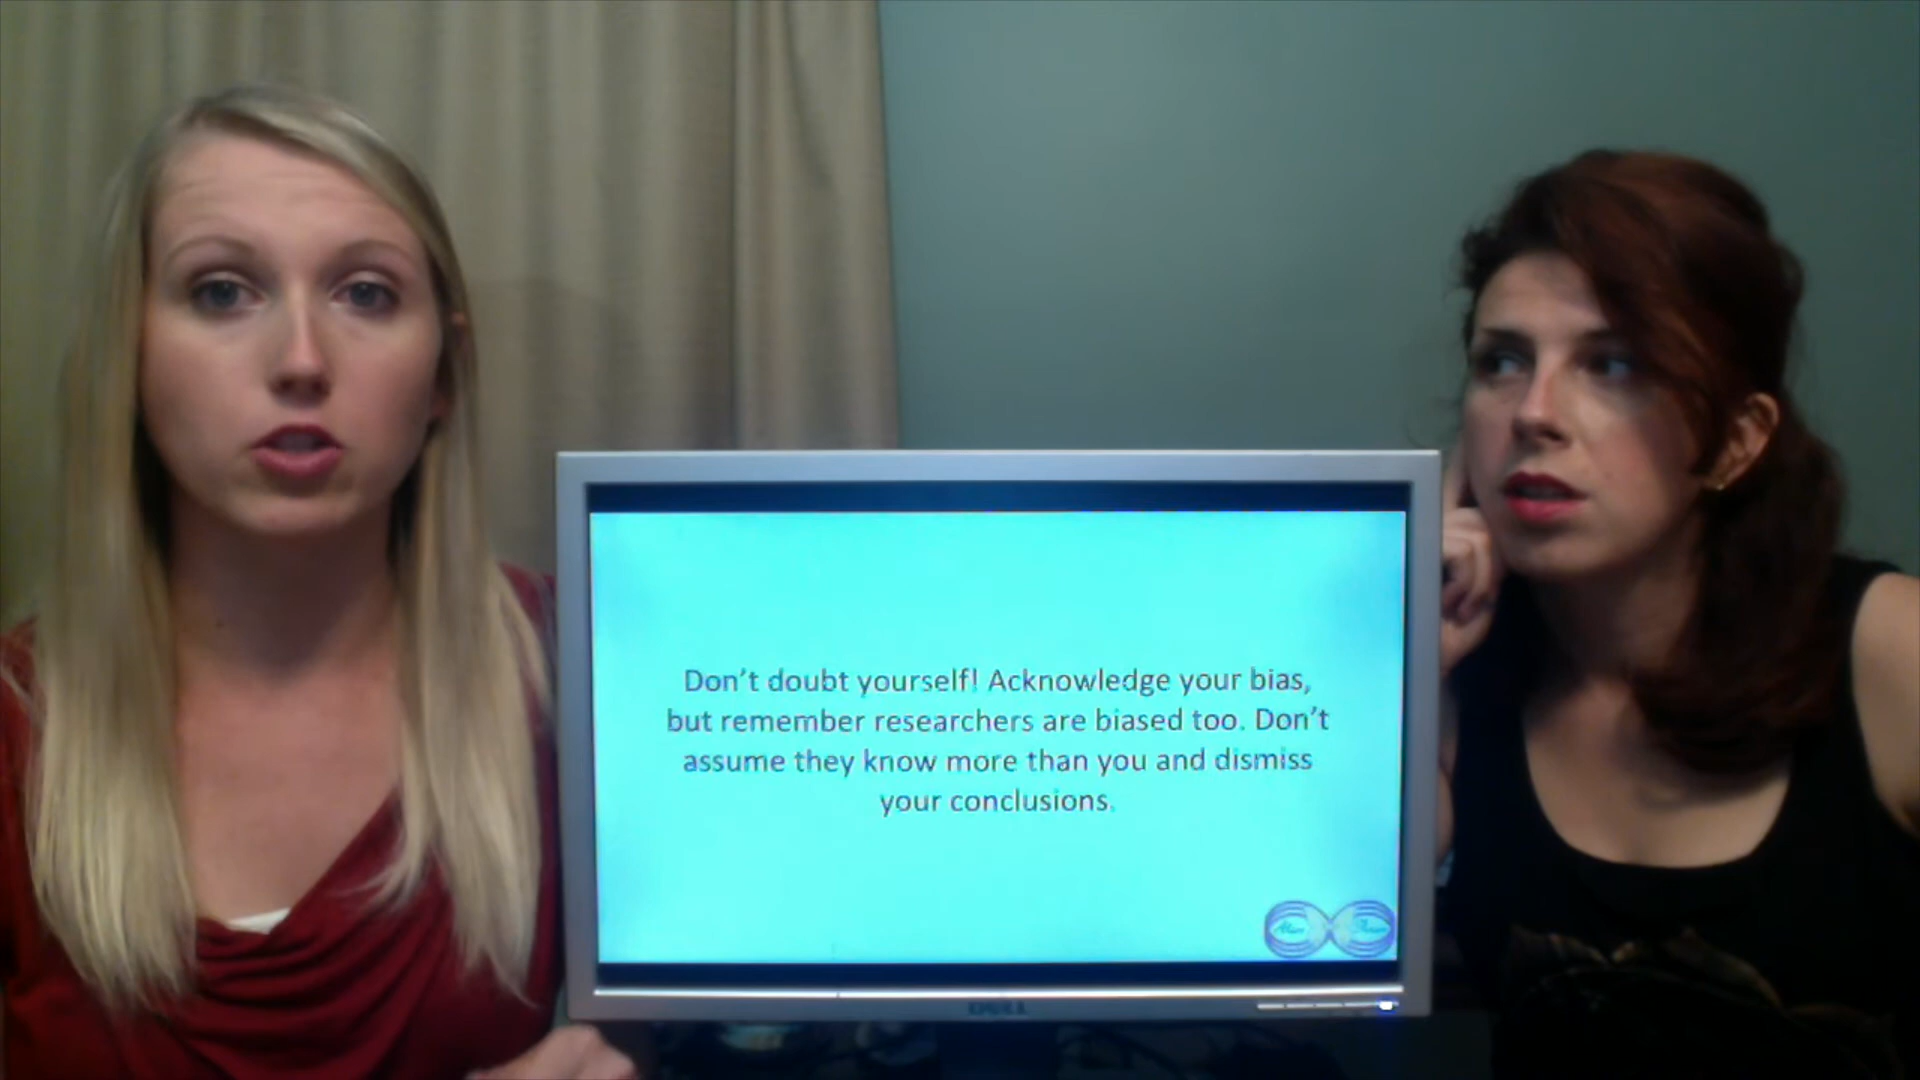 Don't doubt yourself! Acknowledge your bias,
but remember researchers are biased too. Don't
assume they know more than you and dismiss
your conclusions.
DELL